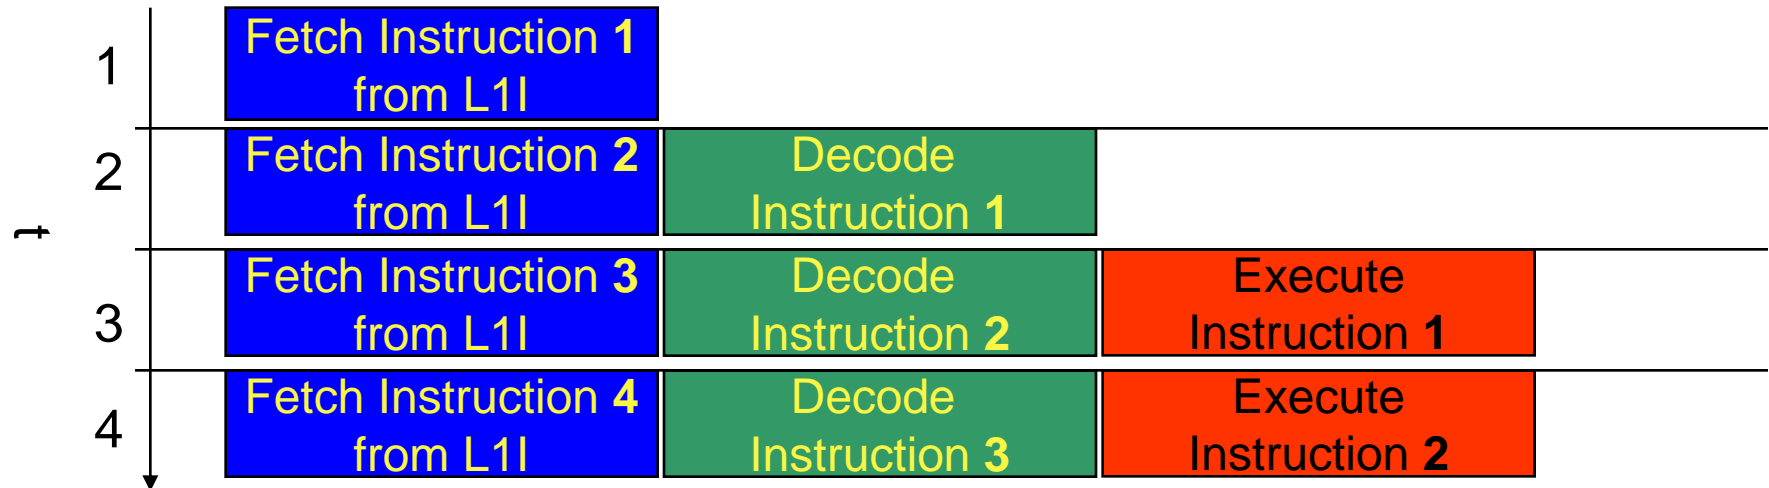 1
Fetch Instruction 1
from L1I
2
Fetch Instruction 2
from L1I
Decode
Instruction 1
t
3
Fetch Instruction 3
from L1I
Decode
Instruction 2
Execute
Instruction 1
4
Fetch Instruction 4
from L1I
Decode
Instruction 3
Execute
Instruction 2